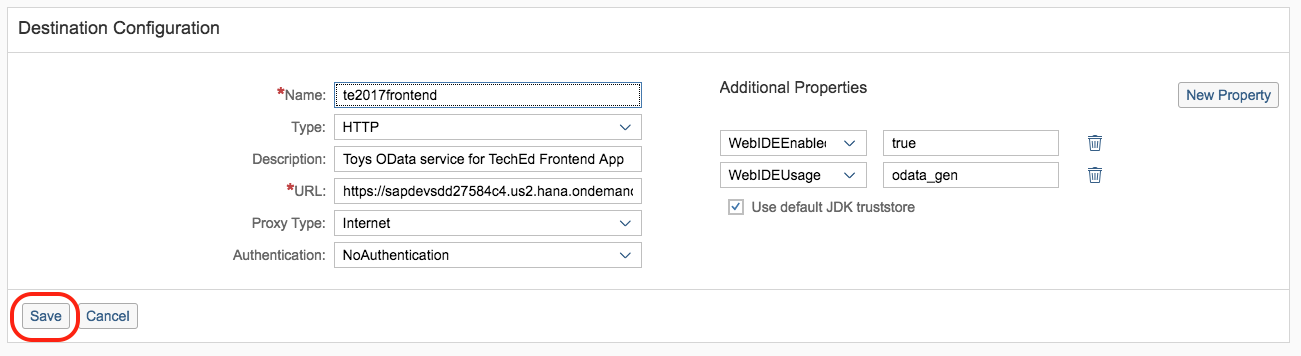 Destination Configuration
*Name: te2017frontend
Type: HTTP
Description: Toys OData service for TechEd Frontend App
*URL: https://sapdevsdd27584c4.us2.hana.ondemand
Proxy Type: Internet
Authentication: NoAuthentication
Additional Properties
New Property
WebIDEEnabled true
WebIDEUsage odata_gen
Use default JDK truststore
Save Cancel